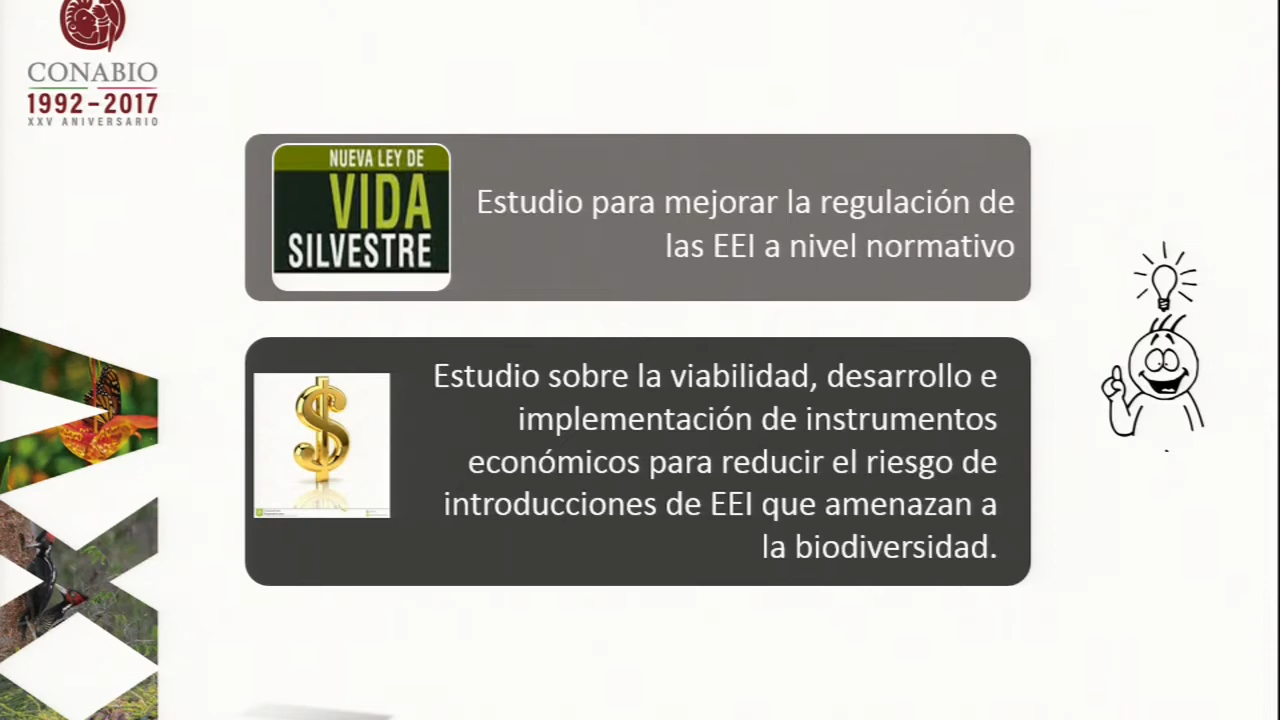 CONABIO
1992-2017
XXV ANIVERSARIO
NUEVA LEY DE
VIDA
SILVESTRE
Estudio para mejorar la regulación de
las EEI a nivel normativo
Estudio sobre la viabilidad, desarrollo e
implementación de instrumentos
económicos para reducir el riesgo de
introducciones de EEI que amenazan a
la biodiversidad.